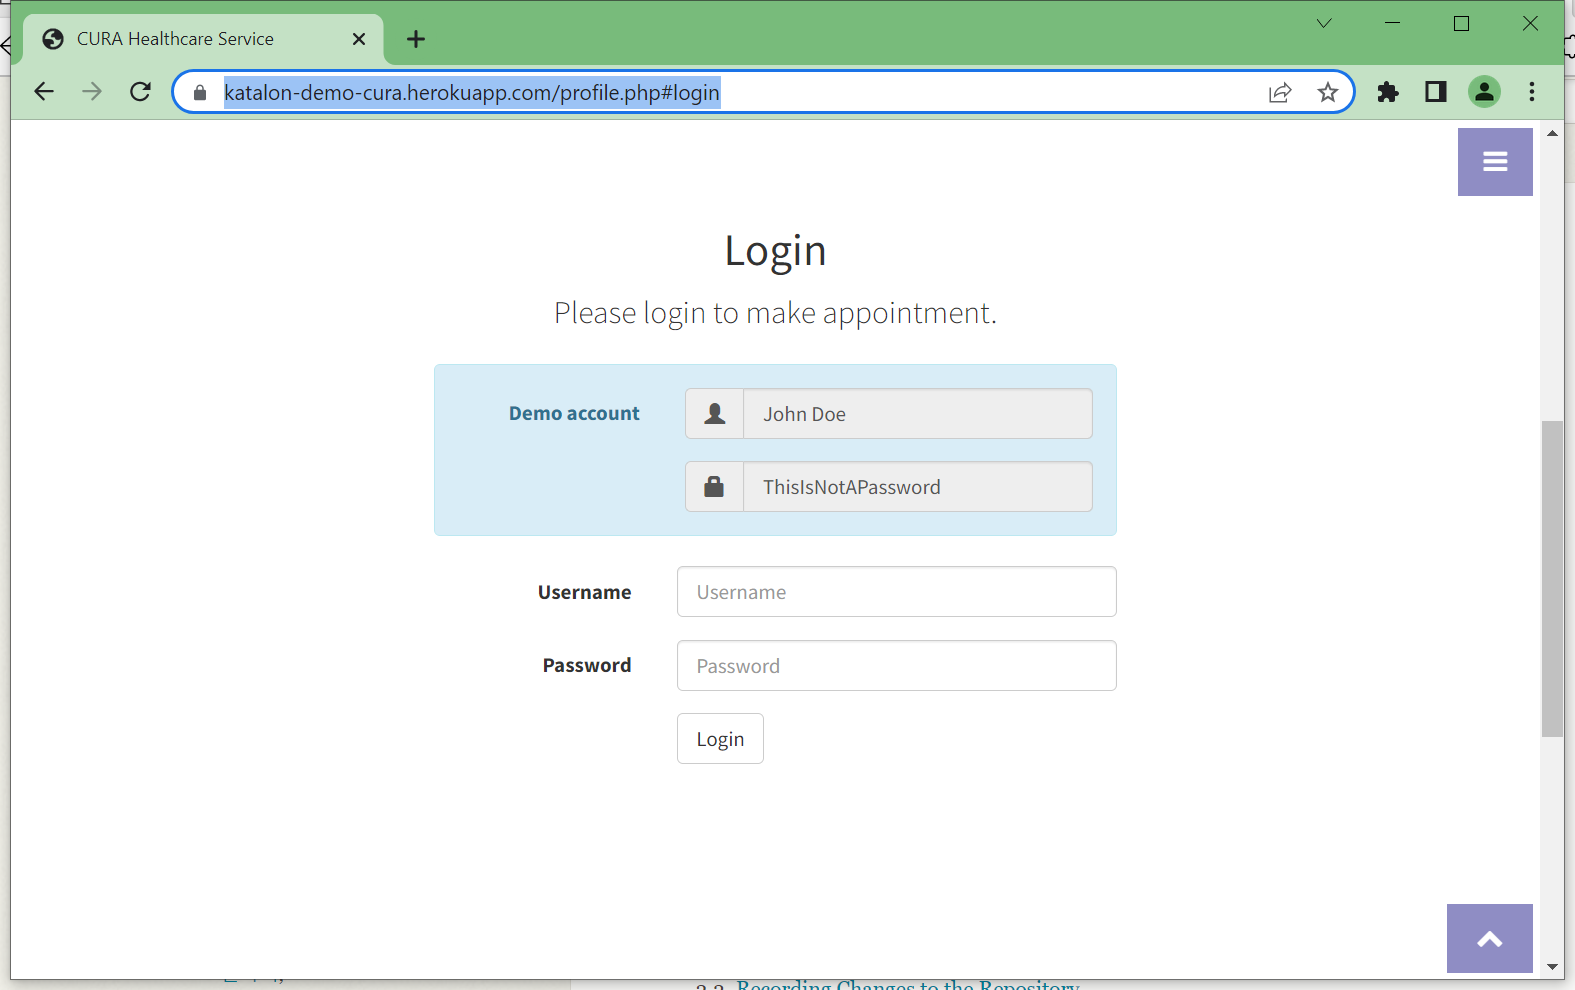 CURA Healthcare Service
katalon-demo-cura.herokuapp.com/profile.php#login
Login
Please login to make appointment.
Demo account
John Doe
ThisIsNotAPassword
Username
Username
Password
Password
Login
Recording Changes to the Repository